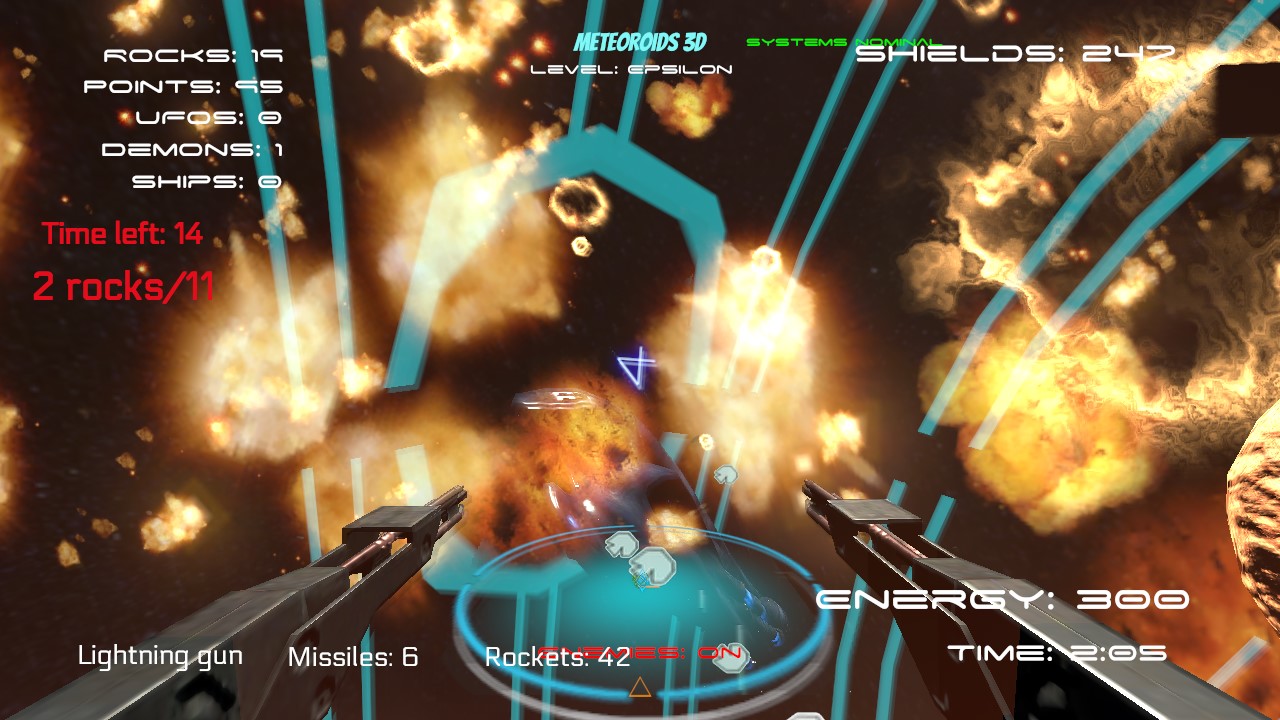 METEOROIDS 3D
SYSTEMS NOMINAL
LEVEL: EPSILON
SHIELDS: 247
ROCKS: 19
POINTS: 95
UFOS: 0
DEMONS: 1
SHIPS: 0
Time left: 14
2 rocks/11
ENERGY: 300
TIME: 2:05
Lightning gun
Missiles: 6
Rockets: 42
ENEMIES: ON